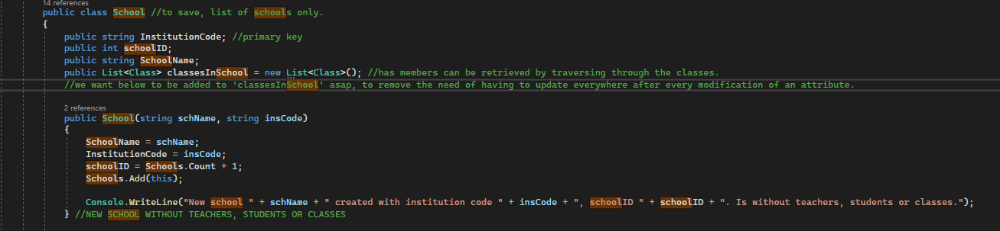 14 references
public class School //to save, list of schools only.
{
public string InstitutionCode; //primary key
public int schoolID;
public string SchoolName;
public List<Class> classesInSchool = new List<Class>(); //has members can be retrieved by traversing through the classes.
//we want below to be added to 'classesInSchool' asap, to remove the need of having to update everywhere after every modification of an attribute.
2 references
public School(string schName, string insCode)
{
SchoolName = schName;
InstitutionCode = insCode;
schoolID = Schools.Count + 1;
Schools.Add(this);
Console.WriteLine("New school " + schName + " created with institution code " + insCode + ", schoolID " + schoolID + ". Is without teachers, students or classes.");
} //NEW SCHOOL WITHOUT TEACHERS, STUDENTS OR CLASSES